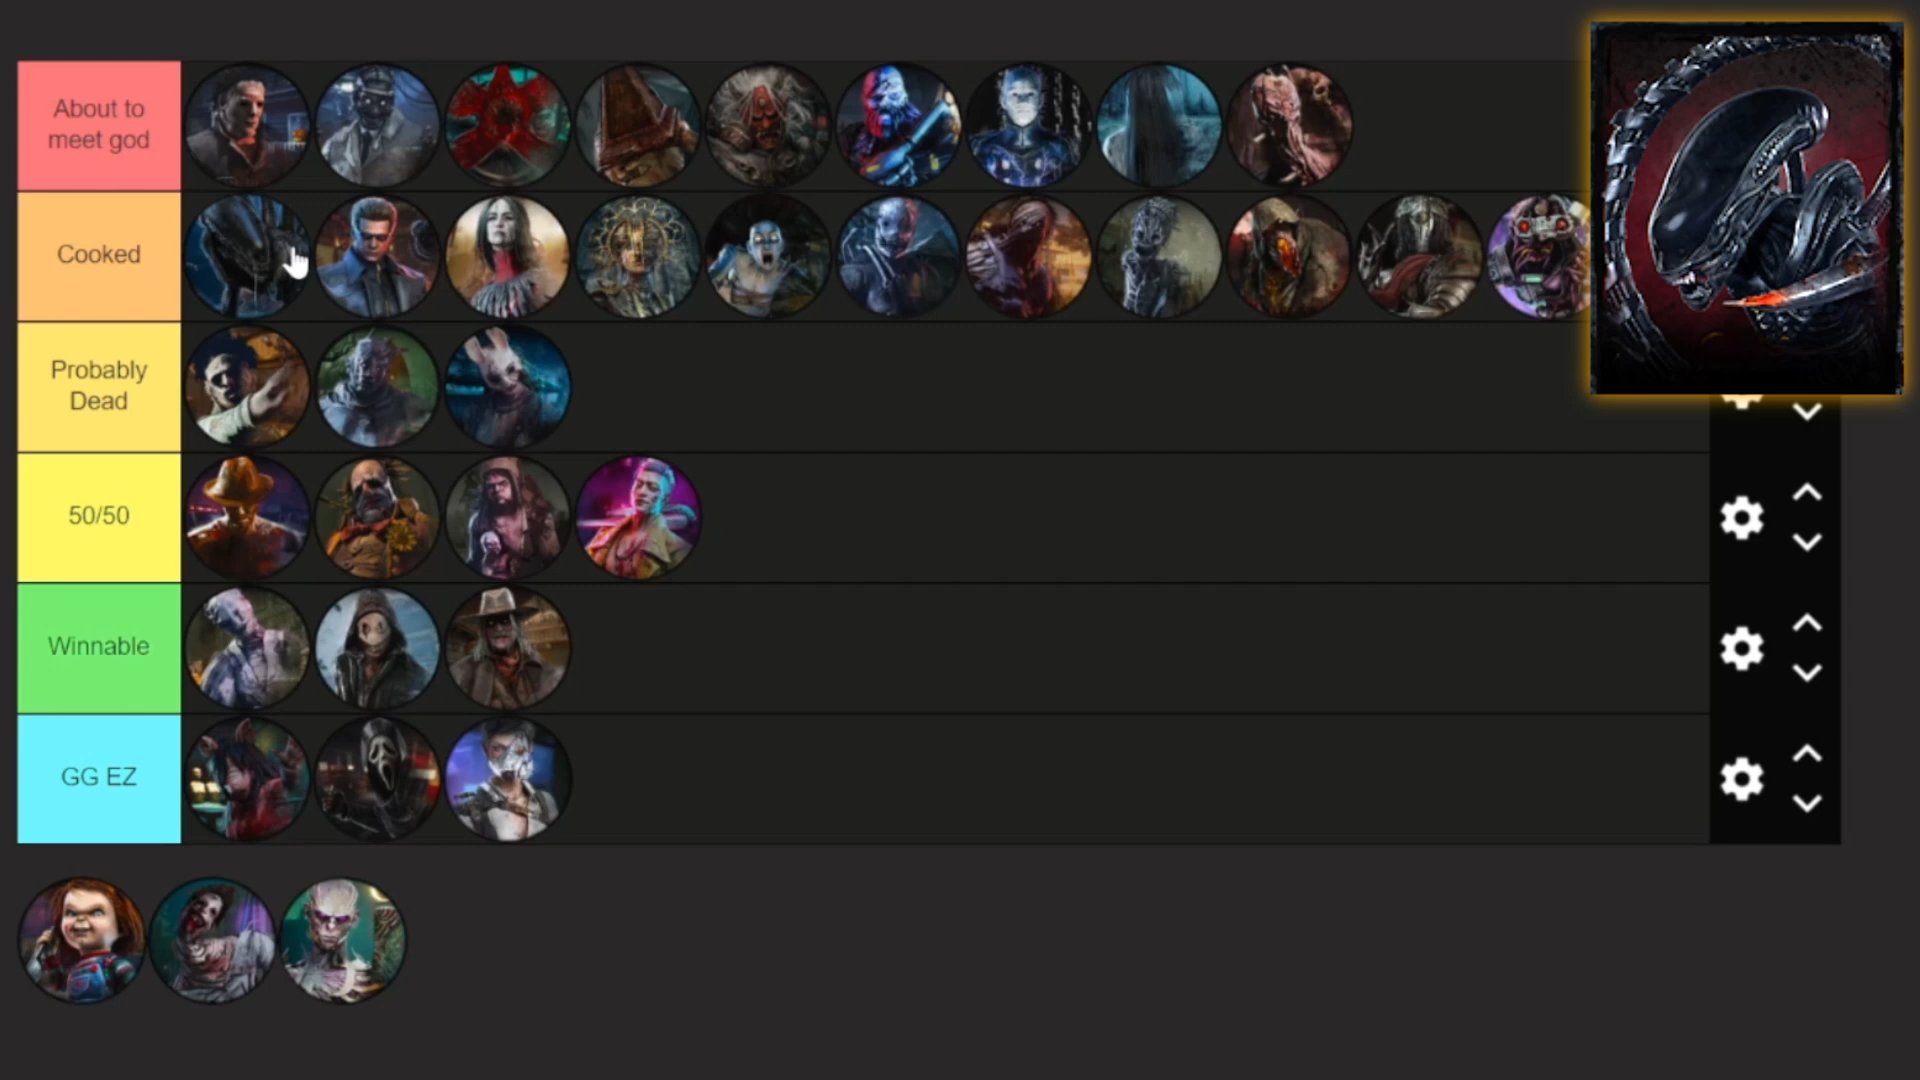 About to
meet god
Cooked
Probably
Dead
50/50
Winnable
GG EZ